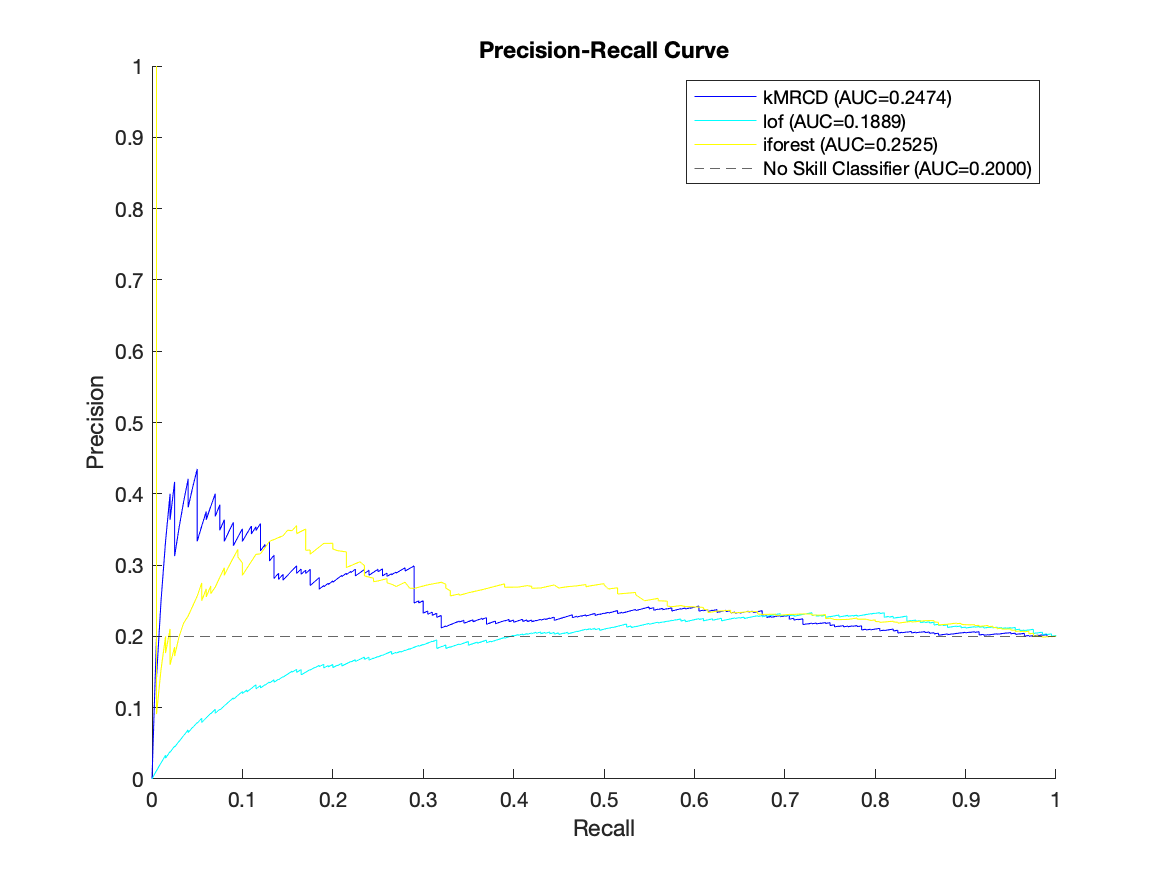 Precision-Recall Curve
kMRCD (AUC=0.2474)
lof (AUC=0.1889)
iforest (AUC=0.2525)
No Skill Classifier (AUC=0.2000)
Precision
1
0.9
0.8
0.7
0.6
0.5
0.4
0.3
0.2
0.1
0
0 0.1 0.2 0.3 0.4 0.5 0.6 0.7 0.8 0.9 1
Recall